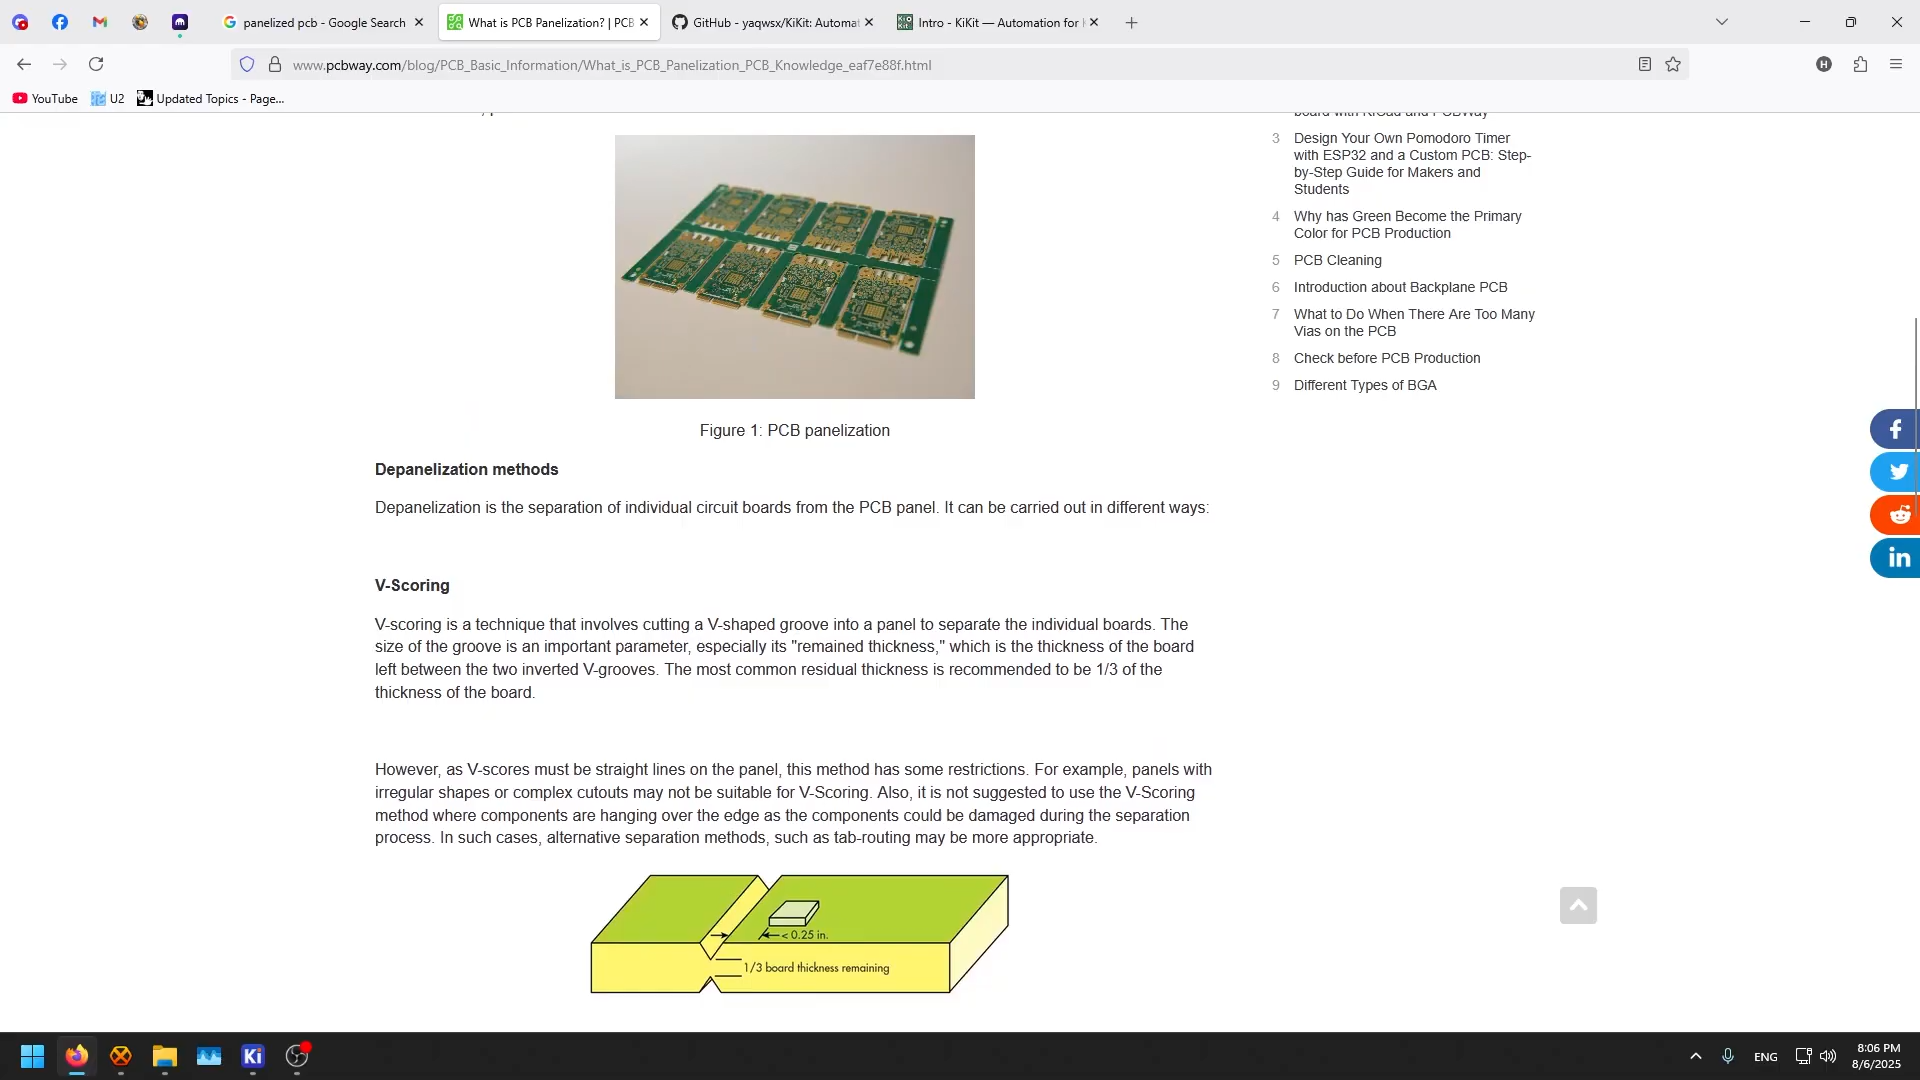 panelized pcb - Google Search
What is PCB Panelization? | PCB
GitHub - yaqwsx/KiKit: Automat
Intro - KiKit — Automation for
www.pcbway.com/blog/PCB_Basic_Information/What_is_PCB_Panelization_PCB_Knowledge_eaf7e88f.html
H
YouTube
U2
Updated Topics - Page...
board with KiCad and PCBWay
3 Design Your Own Pomodoro Timer
with ESP32 and a Custom PCB: Step-
by-Step Guide for Makers and
Students
4 Why has Green Become the Primary
Color for PCB Production
5 PCB Cleaning
6 Introduction about Backplane PCB
7 What to Do When There Are Too Many
Vias on the PCB
8 Check before PCB Production
9 Different Types of BGA
Figure 1: PCB panelization
Depanelization methods
Depanelization is the separation of individual circuit boards from the PCB panel. It can be carried out in different ways:
V-Scoring
V-scoring is a technique that involves cutting a V-shaped groove into a panel to separate the individual boards. The
size of the groove is an important parameter, especially its "remained thickness," which is the thickness of the board
left between the two inverted V-grooves. The most common residual thickness is recommended to be 1/3 of the
thickness of the board.
However, as V-scores must be straight lines on the panel, this method has some restrictions. For example, panels with
irregular shapes or complex cutouts may not be suitable for V-Scoring. Also, it is not suggested to use the V-Scoring
method where components are hanging over the edge as the components could be damaged during the separation
process. In such cases, alternative separation methods, such as tab-routing may be more appropriate.
< 0.25 in.
1/3 board thickness remaining
Ki
ENG
8:06 PM
8/6/2025